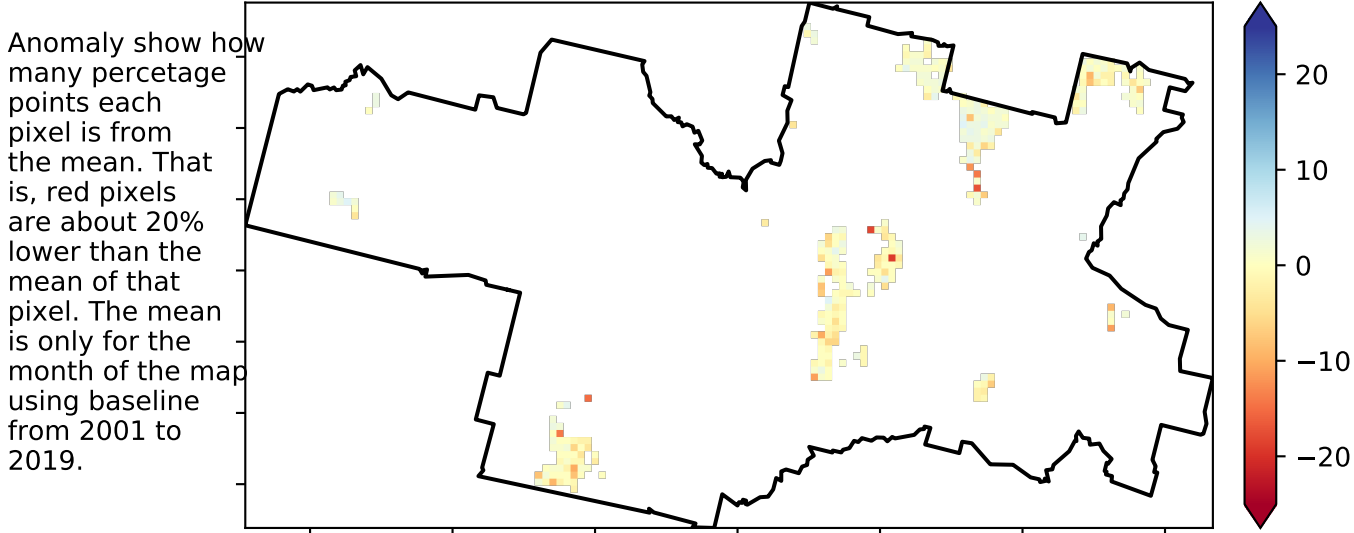 Anomaly show how
many percetage
points each
pixel is from
the mean. That
is, red pixels
are about 20%
lower than the
mean of that
pixel. The mean
is only for the
month of the map
using baseline
from 2001 to
2019.
20
10
0
−10
−20